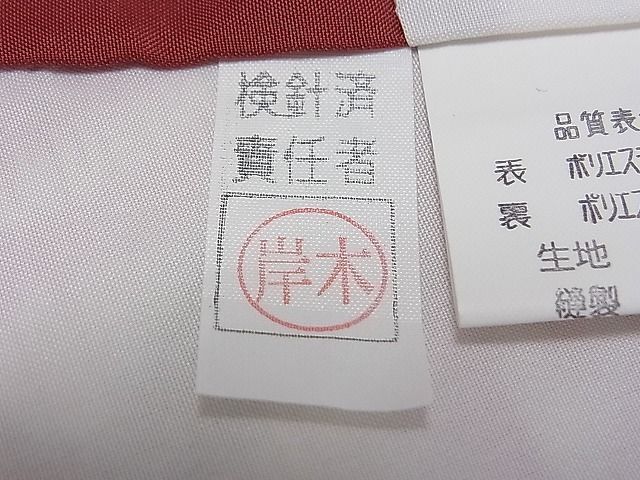 検針済
責任者
岸木
品質表
表 ポリエス
裏 ポリエ
生地
縫製